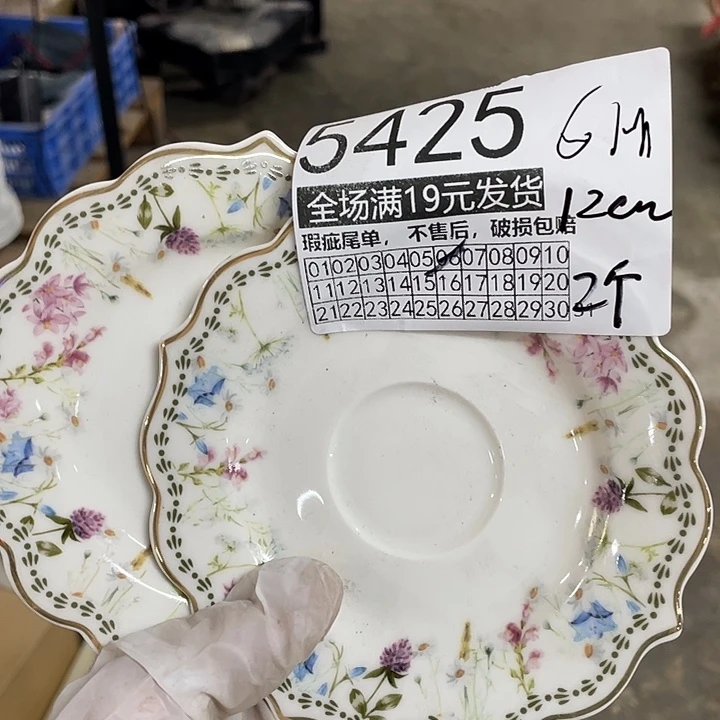 5425
全场满19元发货
12cm
瑕疵尾单，不售后，破损包赔
01 02 03 04 05 06 07 08 09 10
11 12 13 14 15 16 17 18 19 20
2个
21 22 23 24 25 26 27 28 29 30 31